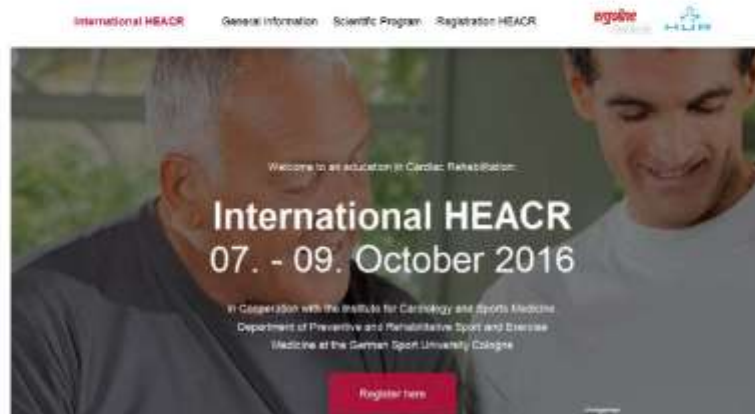 International HEACR
General Information
Scientific Program
Registration HEACR
ergoline
HUR
Welcome to an education in Cardiac Rehabilitation:
International HEACR
07. - 09. October 2016
in Cooperation with the Institute for Cardiology and Sports Medicine
Department of Preventive and Rehabilitative Sport and Exercise
Medicine at the German Sport University Cologne
Register here